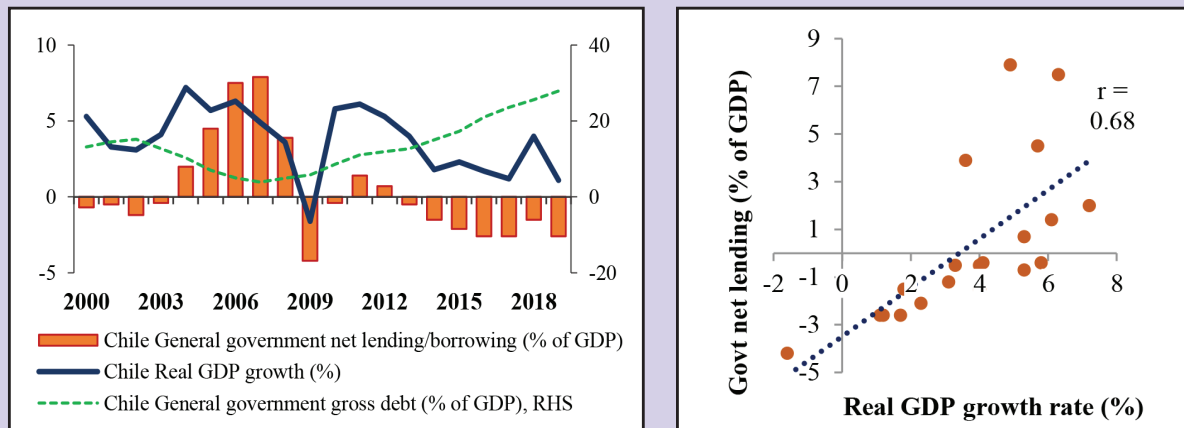 10
5
0
-5
40
20
0
-20
2000 2003 2006 2009 2012 2015 2018
Chile General government net lending/borrowing (% of GDP)
Chile Real GDP growth (%)
Chile General government gross debt (% of GDP), RHS
Govt net lending (% of GDP)
9
7
5
3
1
-1
-3
-5
-2 0 2 4 6 8
r =
0.68
Real GDP growth rate (%)